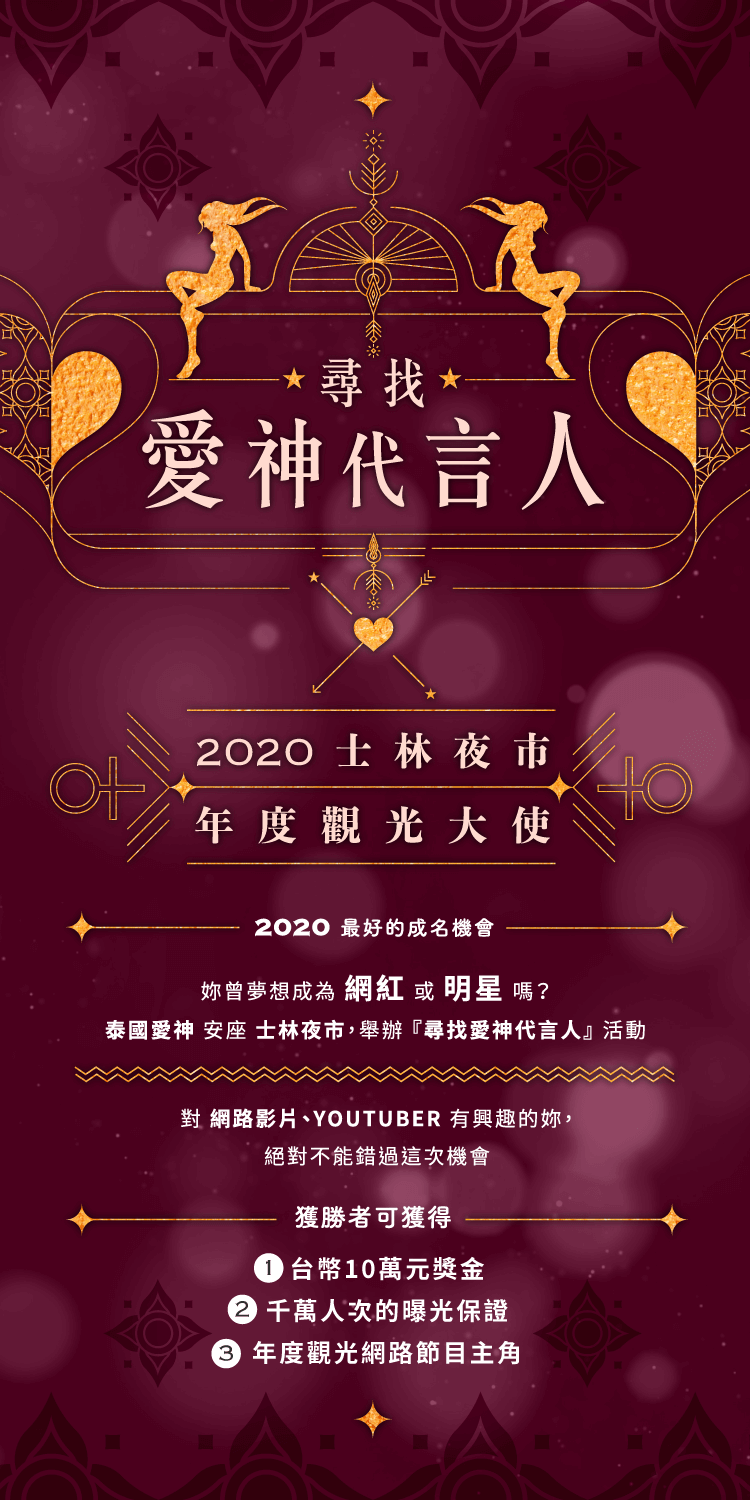 尋找
愛神代言人
2020 士林夜市
年度觀光大使
2020 最好的成名機會
妳曾夢想成為 網紅 或 明星 嗎？
泰國愛神 安座 士林夜市，舉辦『尋找愛神代言人』活動
對 網路影片、YOUTUBER 有興趣的妳，
絕對不能錯過這次機會
獲勝者可獲得
1 台幣10萬元獎金
2 千萬人次的曝光保證
3 年度觀光網路節目主角